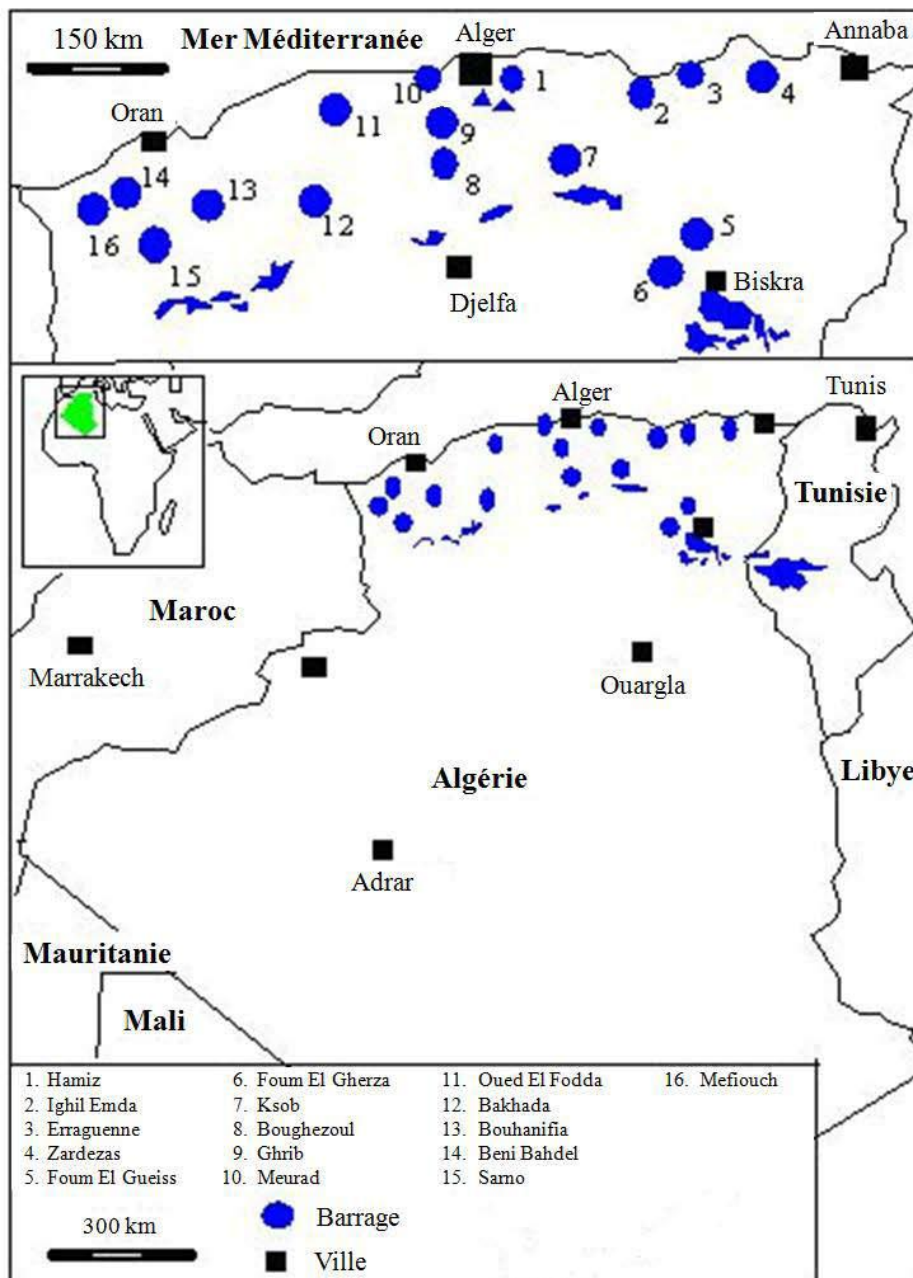 150 km
Mer Méditerranée
Alger
Annaba
Oran
10
1
2
3
4
11
9
7
8
14
13
12
16
15
5
6
Djelfa
Biskra
Alger
Tunis
Oran
Tunisie
Maroc
Marrakech
Ouargla
Algérie
Libye
Adrar
Mauritanie
Mali
1. Hamiz
2. Ighil Emda
3. Erraguenne
4. Zardezas
5. Foum El Gueiss
6. Foum El Gherza
7. Ksob
8. Boughezoul
9. Ghrib
10. Meurad
11. Oued El Fodda
12. Bakhada
13. Bouhanifia
14. Beni Bahdel
15. Sarno
16. Mefiouch
Barrage
300 km
Ville